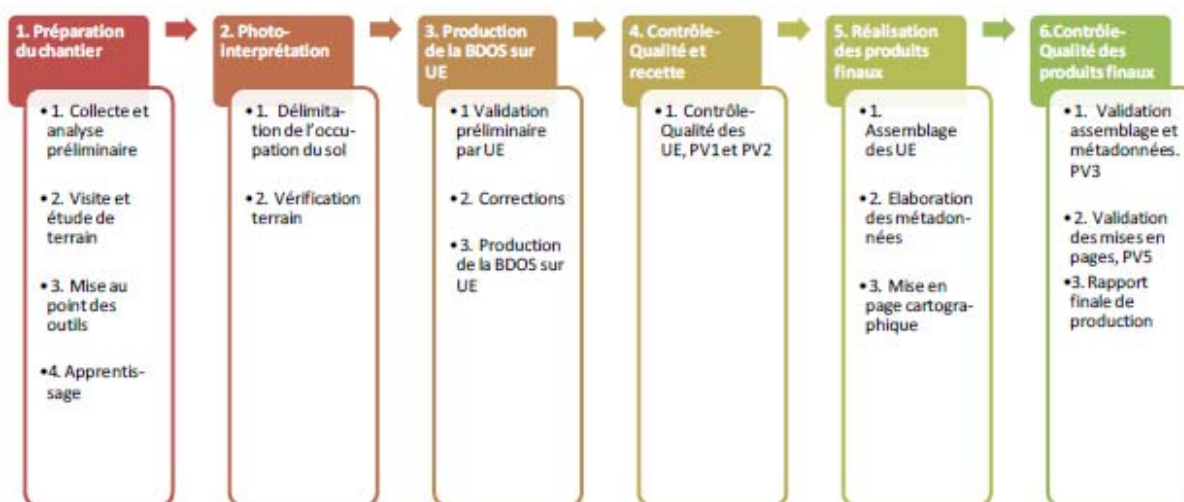 1. Préparation
du chantier
• 1. Collecte et
analyse
préliminaire
• 2. Visite et
étude de
terrain
• 3. Mise au
point des
outils
• 4. Apprentis-
sage
2. Photo-
interprétation
• 1. Délimita-
tion de l'occu-
pation du sol
• 2. Vérification
terrain
3. Production
de la BDOS sur
UE
• 1 Validation
préliminaire
par UE
• 2. Corrections
• 3. Production
de la BDOS sur
UE
4. Contrôle-
Qualité et
recette
• 1. Contrôle-
Qualité des
UE, PV1 et PV2
5. Réalisation
des produits
finaux
• 1.
Assemblage
des UE
• 2. Elaboration
des métadon-
nées
• 3. Mise en
page cartogra-
phique
6.Contrôle-
Qualité des
produits finaux
• 1. Validation
assemblage et
métadonnées.
PV3
• 2. Validation
des mises en
pages, PV5
•3. Rapport
finale de
production